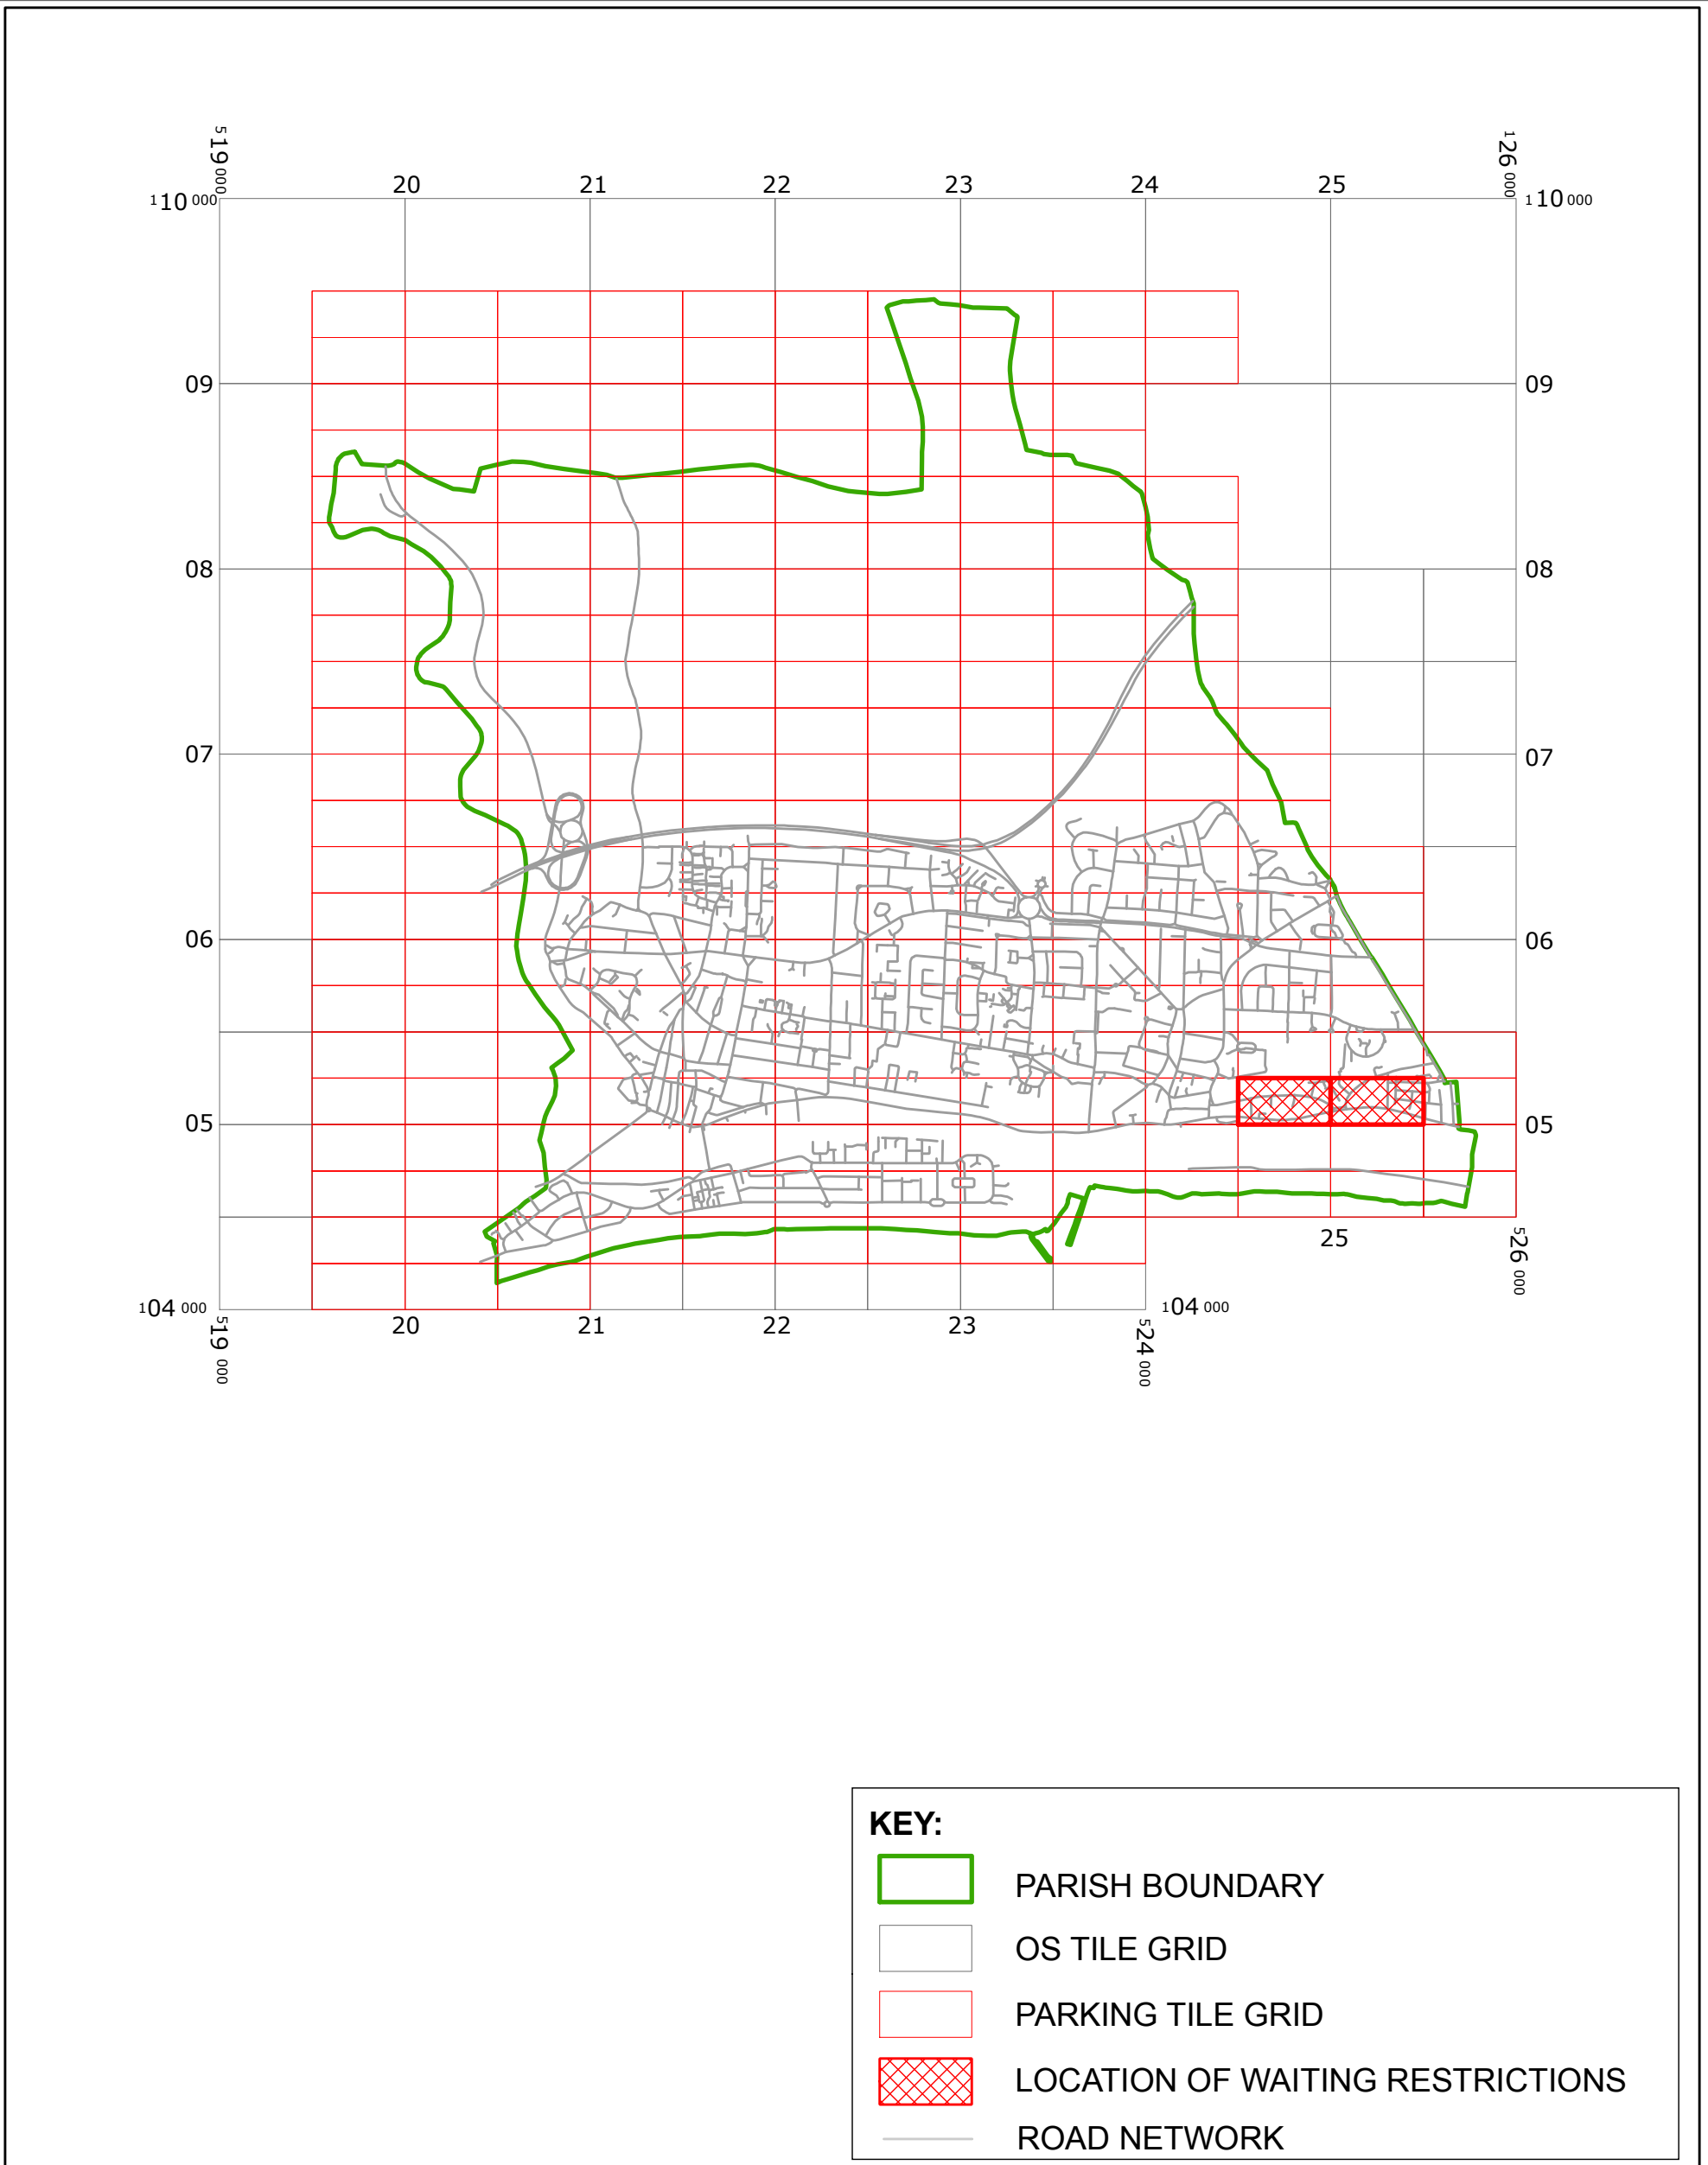 519000
126 000
20 21 22 23 24 25
110 000
110 000
09
09
08
08
07
07
06
06
05
05
25
526 000
104 000
104 000
20 21 22 23
519 000
524 000
KEY:
PARISH BOUNDARY
OS TILE GRID
PARKING TILE GRID
LOCATION OF WAITING RESTRICTIONS
ROAD NETWORK